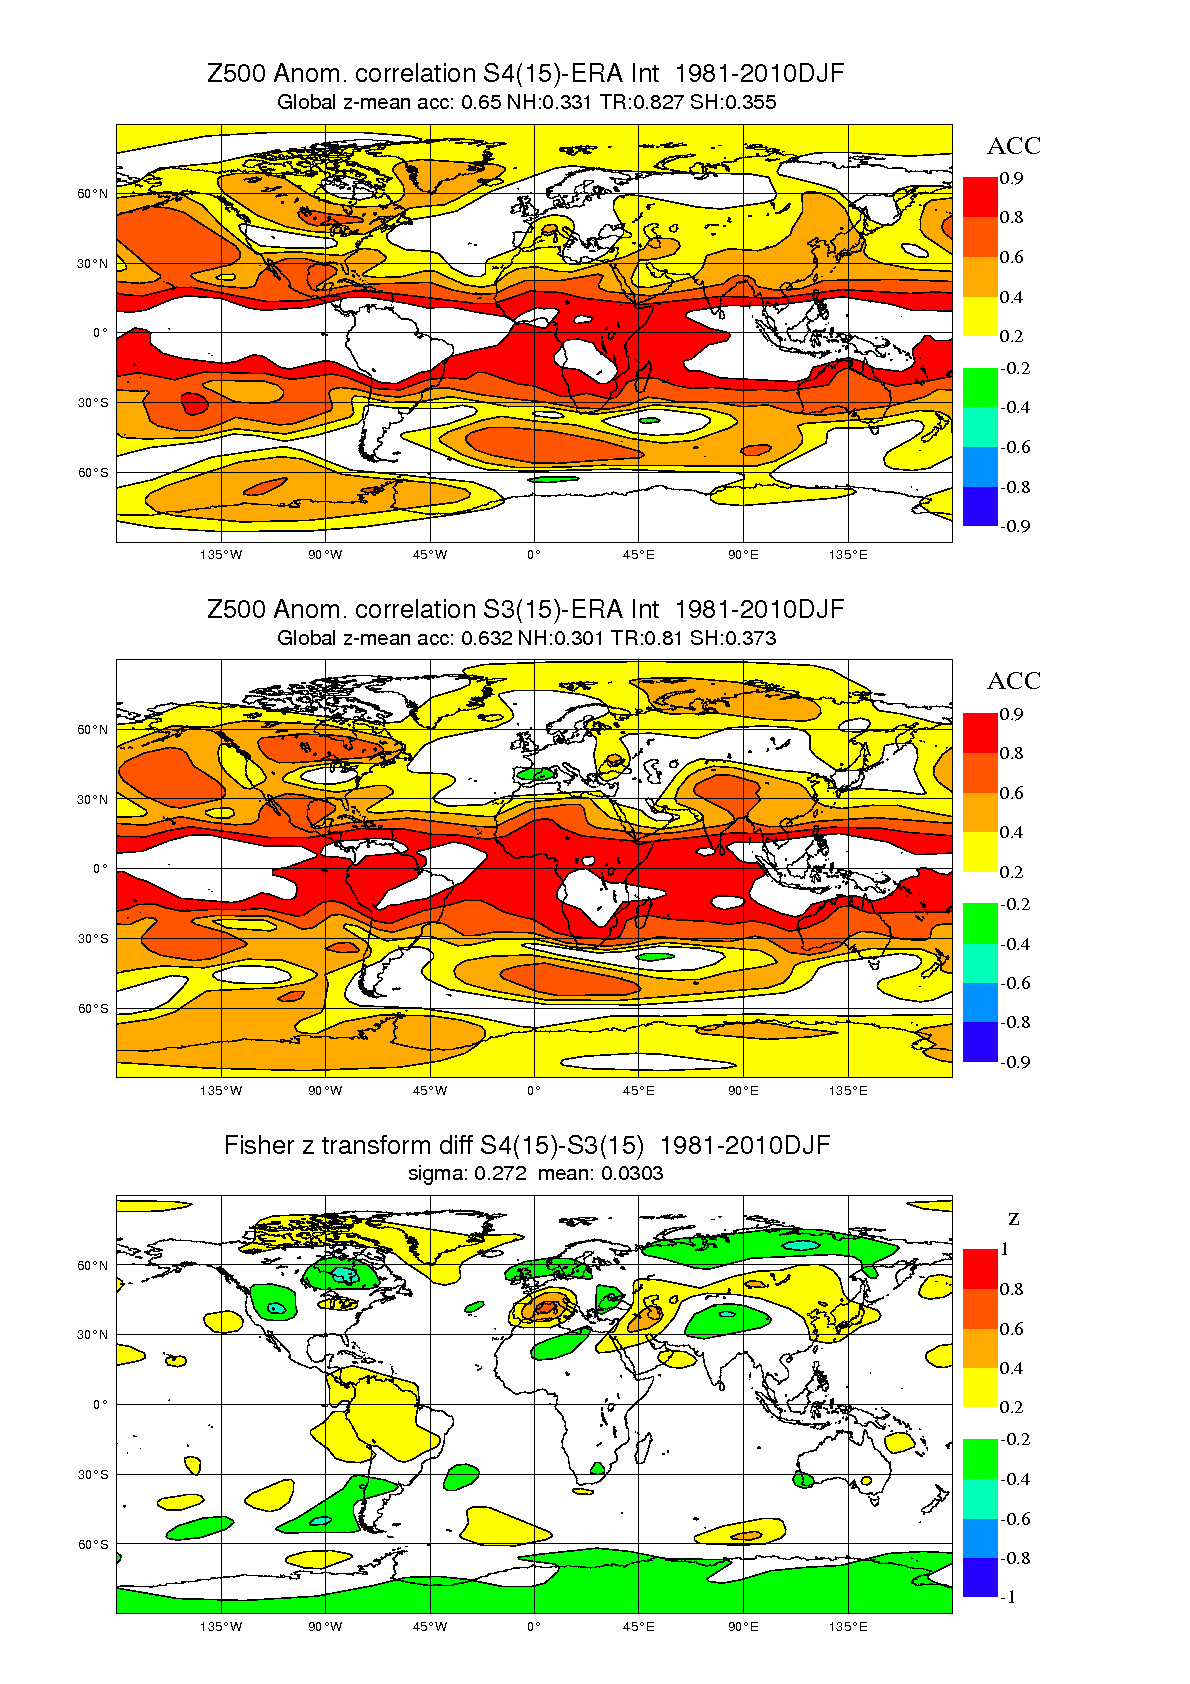 Z500 Anom. correlation S4(15)-ERA Int  1981-2010DJF
Global z-mean acc: 0.65 NH:0.331 TR:0.827 SH:0.355
ACC
0.9
0.8
0.6
0.4
0.2
-0.2
-0.4
-0.6
-0.8
-0.9
60°N
30°N
0°
30°S
60°S
135°W 90°W 45°W 0° 45°E 90°E 135°E
Z500 Anom. correlation S3(15)-ERA Int  1981-2010DJF
Global z-mean acc: 0.632 NH:0.301 TR:0.81 SH:0.373
ACC
0.9
0.8
0.6
0.4
0.2
-0.2
-0.4
-0.6
-0.8
-0.9
60°N
30°N
0°
30°S
60°S
135°W 90°W 45°W 0° 45°E 90°E 135°E
Fisher z transform diff S4(15)-S3(15)  1981-2010DJF
sigma: 0.272  mean: 0.0303
z
1
0.8
0.6
0.4
0.2
-0.2
-0.4
-0.6
-0.8
-1
60°N
30°N
0°
30°S
60°S
135°W 90°W 45°W 0° 45°E 90°E 135°E